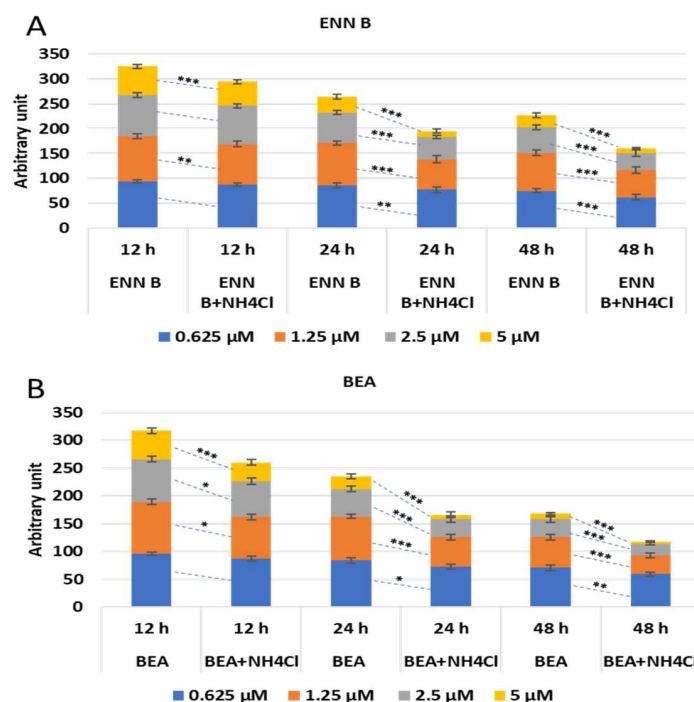 A
ENN B
Arbitrary unit
350
300
250
200
150
100
50
0
*** ** *** *** *** ** *** *** *** ***
12 h 12 h 24 h 24 h 48 h 48 h
ENN B ENN B+NH4Cl ENN B ENN B+NH4Cl ENN B ENN B+NH4Cl
0.625 µM 1.25 µM 2.5 µM 5 µM
B
BEA
Arbitrary unit
350
300
250
200
150
100
50
0
*** * * *** *** *** * *** *** *** **
12 h 12 h 24 h 24 h 48 h 48 h
BEA BEA+NH4Cl BEA BEA+NH4Cl BEA BEA+NH4Cl
0.625 µM 1.25 µM 2.5 µM 5 µM